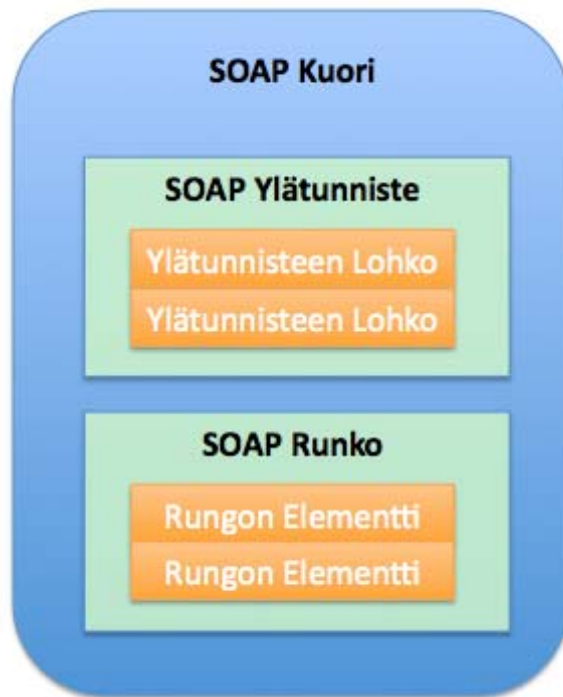 SOAP Kuori
SOAP Ylätunniste
Ylätunnisteen Lohko
Ylätunnisteen Lohko
SOAP Runko
Rungon Elementti
Rungon Elementti